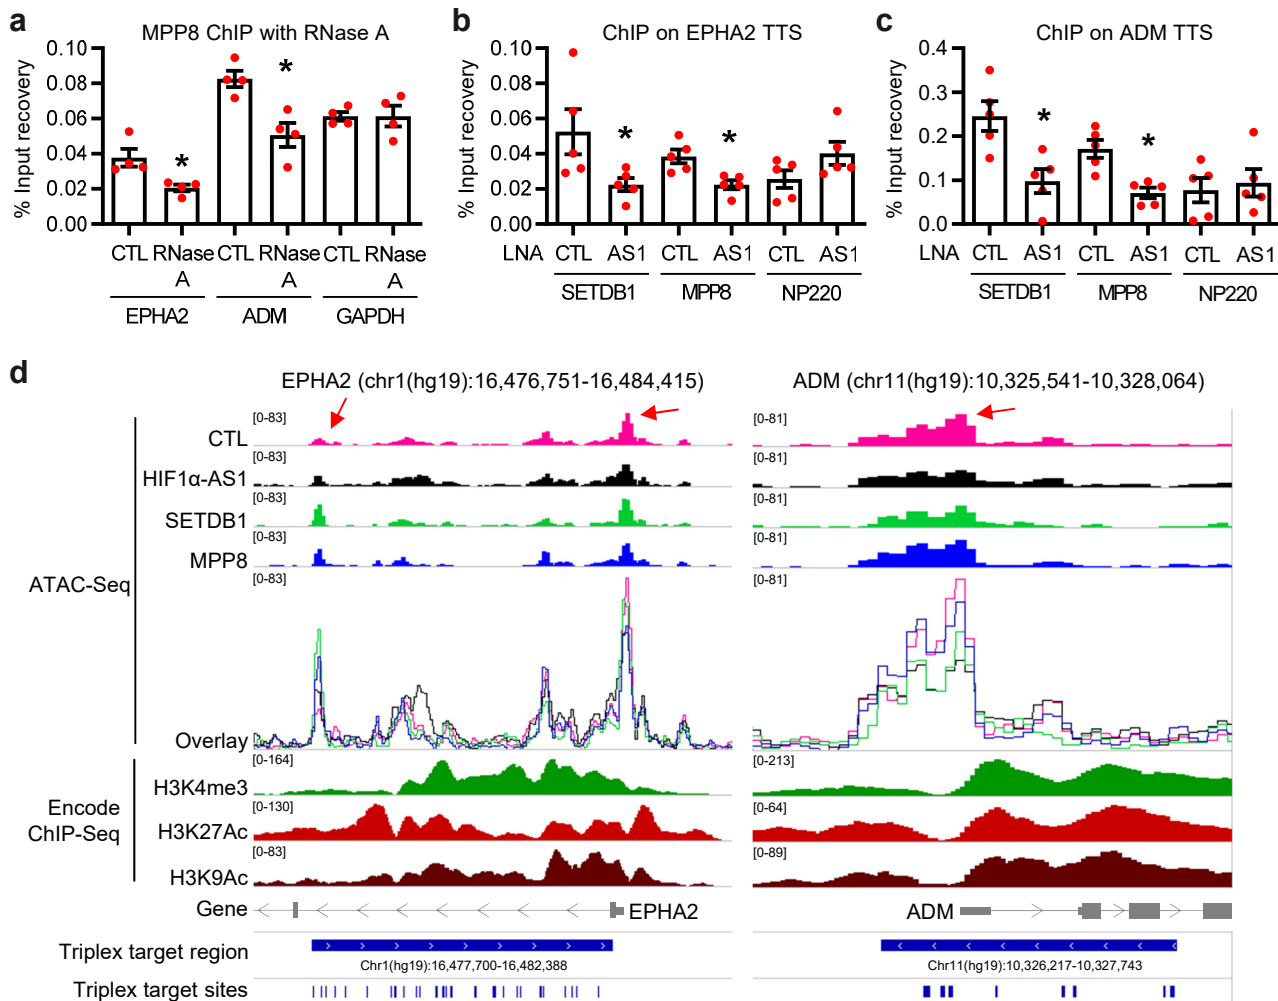 a
MPP8 ChIP with RNase A
% Input recovery
0.10
0.08
0.06
0.04
0.02
0.00
*
*
CTL RNase A CTL RNase A CTL RNase A
EPHA2 ADM GAPDH
b
ChIP on EPHA2 TTS
% Input recovery
0.10
0.08
0.06
0.04
0.02
0.00
*
*
LNA CTL AS1 CTL AS1 CTL AS1
SETDB1 MPP8 NP220
c
ChIP on ADM TTS
% Input recovery
0.4
0.3
0.2
0.1
0.0
*
*
LNA CTL AS1 CTL AS1 CTL AS1
SETDB1 MPP8 NP220
d
EPHA2 (chr1(hg19):16,476,751-16,484,415) ADM (chr11(hg19):10,325,541-10,328,064)
ATAC-Seq
CTL [0-83] [0-81]
HIF1α-AS1 [0-83] [0-81]
SETDB1 [0-83] [0-81]
MPP8 [0-83] [0-81]
Overlay [0-83] [0-81]
Encode
ChIP-Seq
H3K4me3 [0-164] [0-213]
H3K27Ac [0-130] [0-64]
H3K9Ac [0-83] [0-89]
Gene EPHA2 ADM
Triplex target region
Chr1(hg19):16,477,700-16,482,388 Chr11(hg19):10,326,217-10,327,743
Triplex target sites